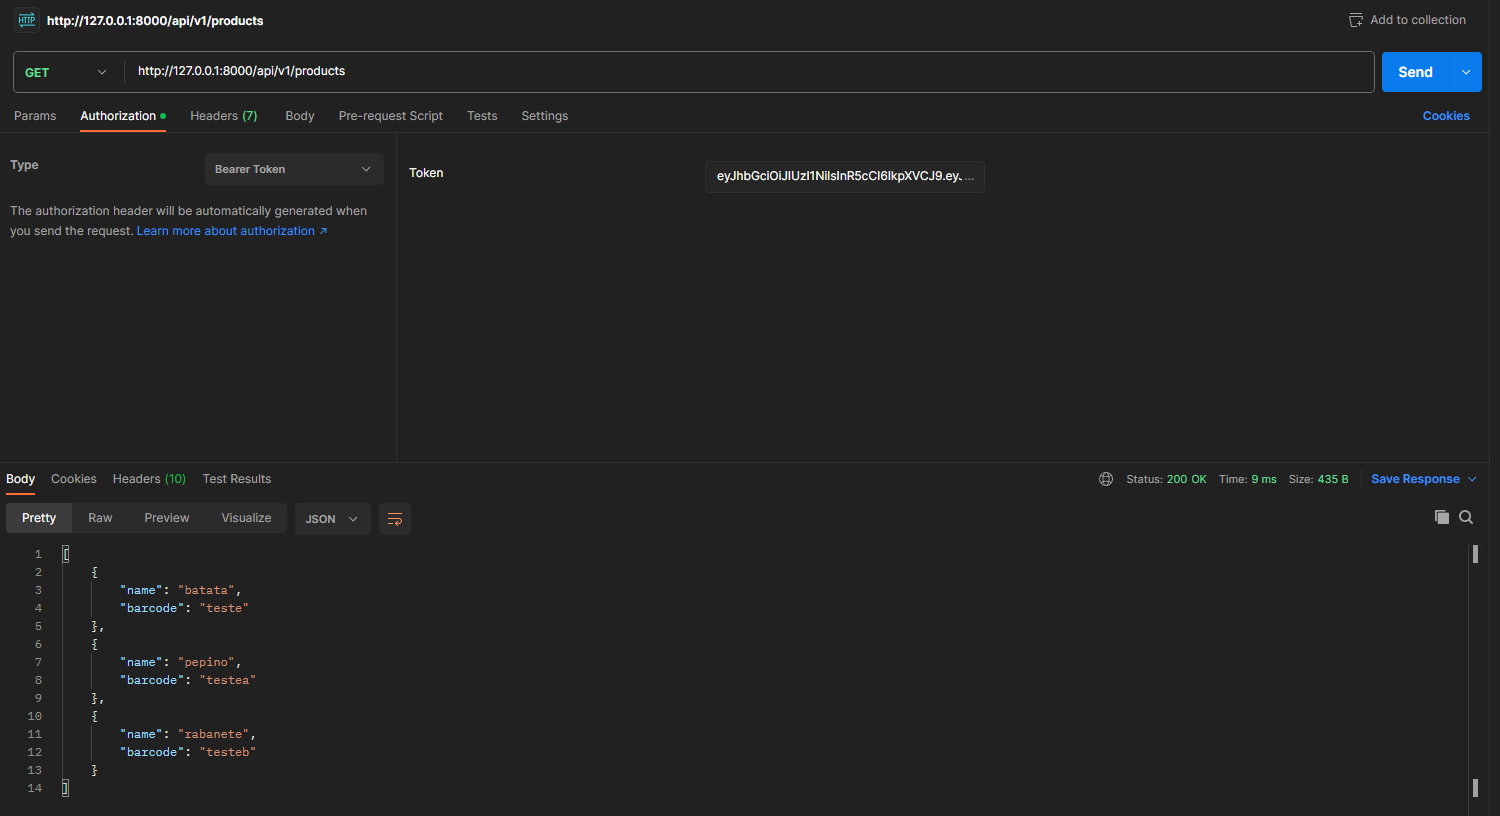 HTTP http://127.0.0.1:8000/api/v1/products Add to collection
GET http://127.0.0.1:8000/api/v1/products Send
Params Authorization Headers (7) Body Pre-request Script Tests Settings Cookies
Type Bearer Token
Token eyJhbGciOiJIUzI1NiIsInR5cCI6IkpXVCJ9.eyJ...
The authorization header will be automatically generated when
you send the request. Learn more about authorization ↗
Body Cookies Headers (10) Test Results Status: 200 OK Time: 9 ms Size: 435 B Save Response
Pretty Raw Preview Visualize JSON
1 [
2 {
3 "name": "batata",
4 "barcode": "teste"
5 },
6 {
7 "name": "pepino",
8 "barcode": "testea"
9 },
10 {
11 "name": "rabanete",
12 "barcode": "testeb"
13 }
14 ]